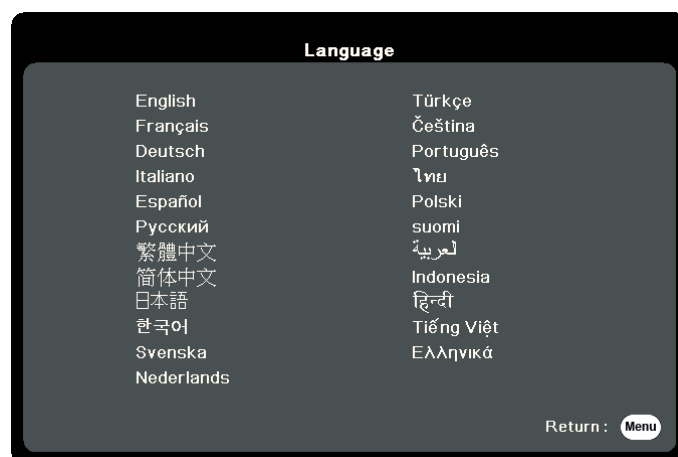 Language
English
Français
Deutsch
Italiano
Español
Русский
繁體中文
简体中文
日本語
한국어
Svenska
Nederlands
Türkçe
Čeština
Português
ไทย
Polski
suomi
العربية
Indonesia
हिन्दी
Tiếng Việt
Ελληνικά
Return : Menu